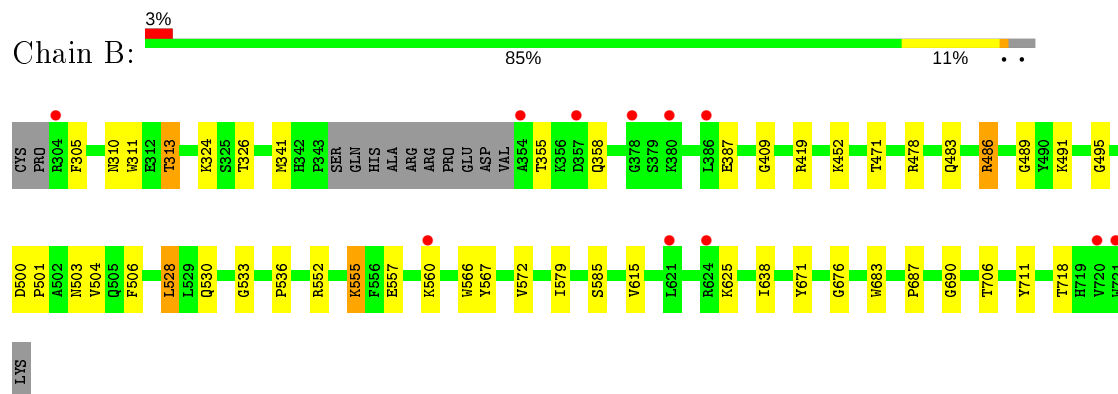 3%
Chain B:
85% 11% • •
CYS PRO R304 F305 N310 W311 E312 T313 K324 S325 T326 M341 H342 P343 SER GLN HIS ALA ARG ARG PRO GLU ASP VAL A354 T355 K356 D357 Q358 G378 S379 K380 L386 E387 G409 R419 K452 T471 R478 Q483 R486 G489 Y490 K491 G495
D500 P501 A502 N503 V504 Q505 F506 L528 L529 Q530 G533 P536 R552 K555 F556 E557 K560 W566 Y567 V572 I579 S585 V615 L621 R624 K625 I638 Y671 G676 W683 P687 G690 T706 Y711 T718 H719 V720 W721
LYS